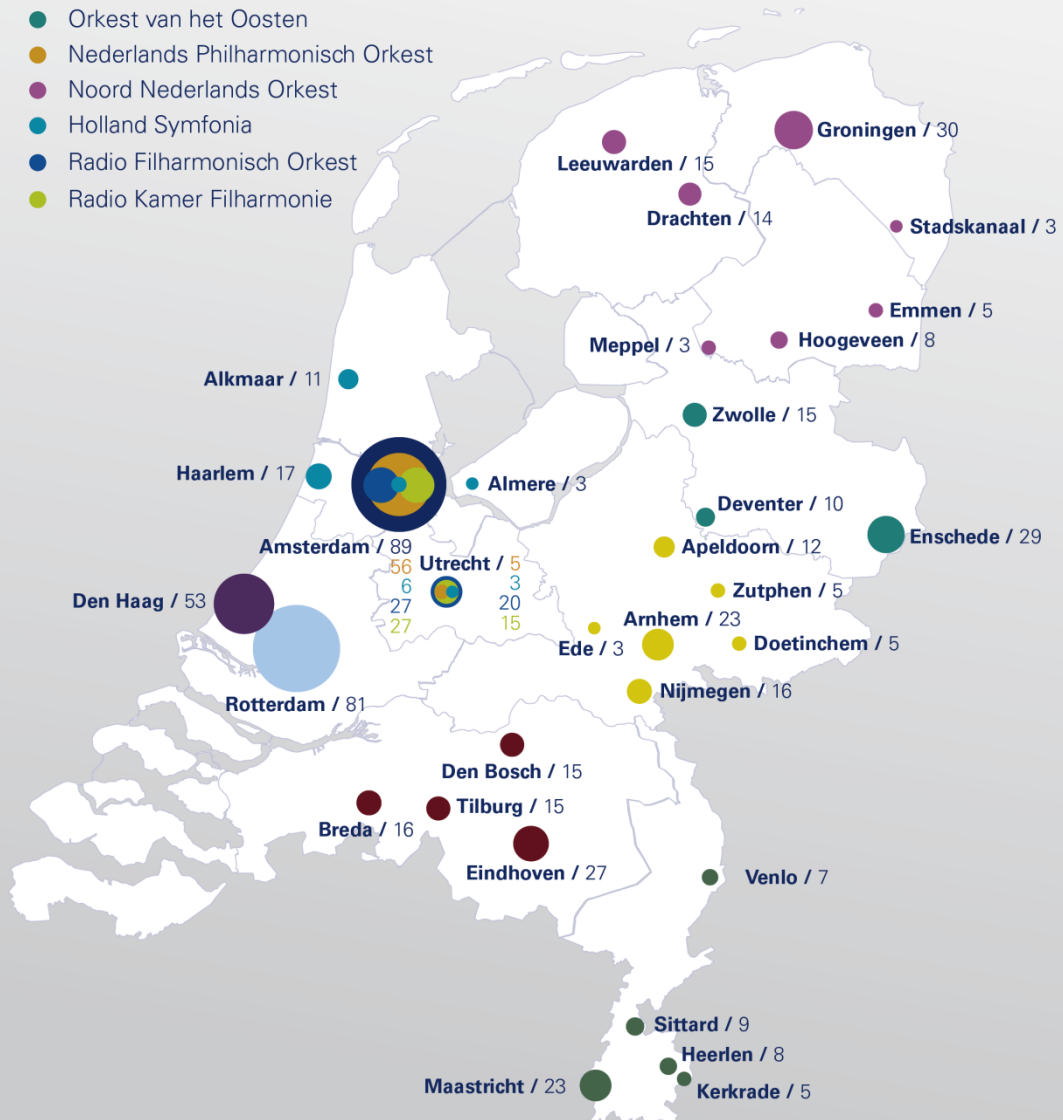 Orkest van het Oosten
Nederlands Philharmonisch Orkest
Noord Nederlands Orkest
Holland Symfonia
Radio Filharmonisch Orkest
Radio Kamer Filharmonie
Groningen / 30
Leeuwarden / 15
Drachten / 14
Stadskanaal / 3
Emmen / 5
Meppel / 3
Hoogeveen / 8
Alkmaar / 11
Zwolle / 15
Haarlem / 17
Almere / 3
Deventer / 10
Enschede / 29
Amsterdam / 89
56
6
27
27
Utrecht / 5
3
20
15
Apeldoorn / 12
Zutphen / 5
Den Haag / 53
Arnhem / 23
Ede / 3
Doetinchem / 5
Nijmegen / 16
Rotterdam / 81
Den Bosch / 15
Tilburg / 15
Breda / 16
Eindhoven / 27
Venlo / 7
Sittard / 9
Heerlen / 8
Maastricht / 23
Kerkrade / 5